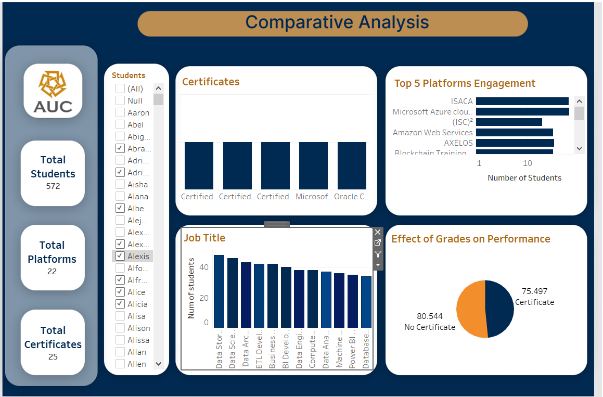 Comparative Analysis
AUC
Total
Students
572
Total
Platforms
22
Total
Certificates
25
Students
(All)
Null
Aaron
Abel
Abig...
Abra...
Adri...
Adri...
Aisha
Alana
Albe...
Alej...
Alex...
Alex...
Alexis
Alfo...
Alfr...
Alice
Alicia
Alisa
Alison
Alissa
Allan
Allen
Certificates
Certified
Certified
Certified
Microsof
Oracle C..
Top 5 Platforms Engagement
ISACA
Microsoft Azure clou..
(ISC)²
Amazon Web Services
AXELOS
Blockchain Training..
1 10
Number of Students
Job Title
Num of students
40
20
0
Data Stor..
Data Scie..
Data Arc..
ETL Devel..
Business ..
BI Develo..
Data Engi..
Compute..
Data Ana..
Machine ..
Power BI ..
Database..
Effect of Grades on Performance
75.497
Certificate
80.544
No Certificate